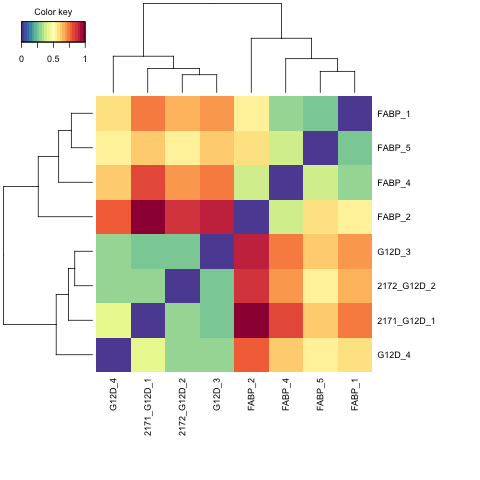 Color key
0 0.5 1
FABP_1
FABP_5
FABP_4
FABP_2
G12D_3
2172_G12D_2
2171_G12D_1
G12D_4
G12D_4
2171_G12D_1
2172_G12D_2
G12D_3
FABP_2
FABP_4
FABP_5
FABP_1